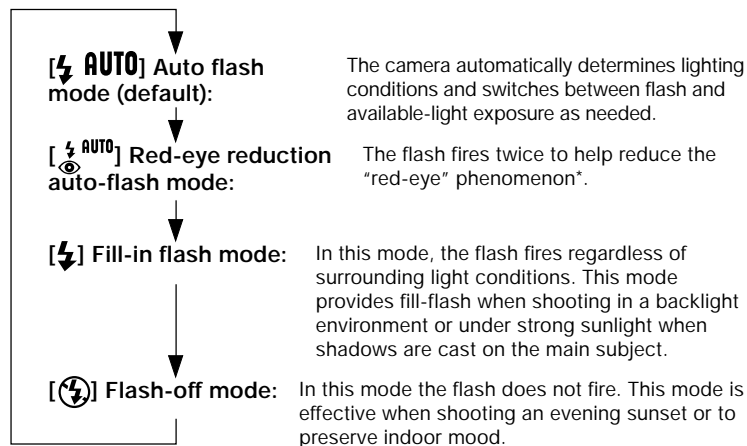 [⚡ AUTO] Auto flash
mode (default):
The camera automatically determines lighting
conditions and switches between flash and
available-light exposure as needed.
[⚡ AUTO] Red-eye reduction
auto-flash mode:
The flash fires twice to help reduce the
“red-eye” phenomenon*.
[⚡] Fill-in flash mode:
In this mode, the flash fires regardless of
surrounding light conditions. This mode
provides fill-flash when shooting in a backlight
environment or under strong sunlight when
shadows are cast on the main subject.
[] Flash-off mode:
In this mode the flash does not fire. This mode is
effective when shooting an evening sunset or to
preserve indoor mood.